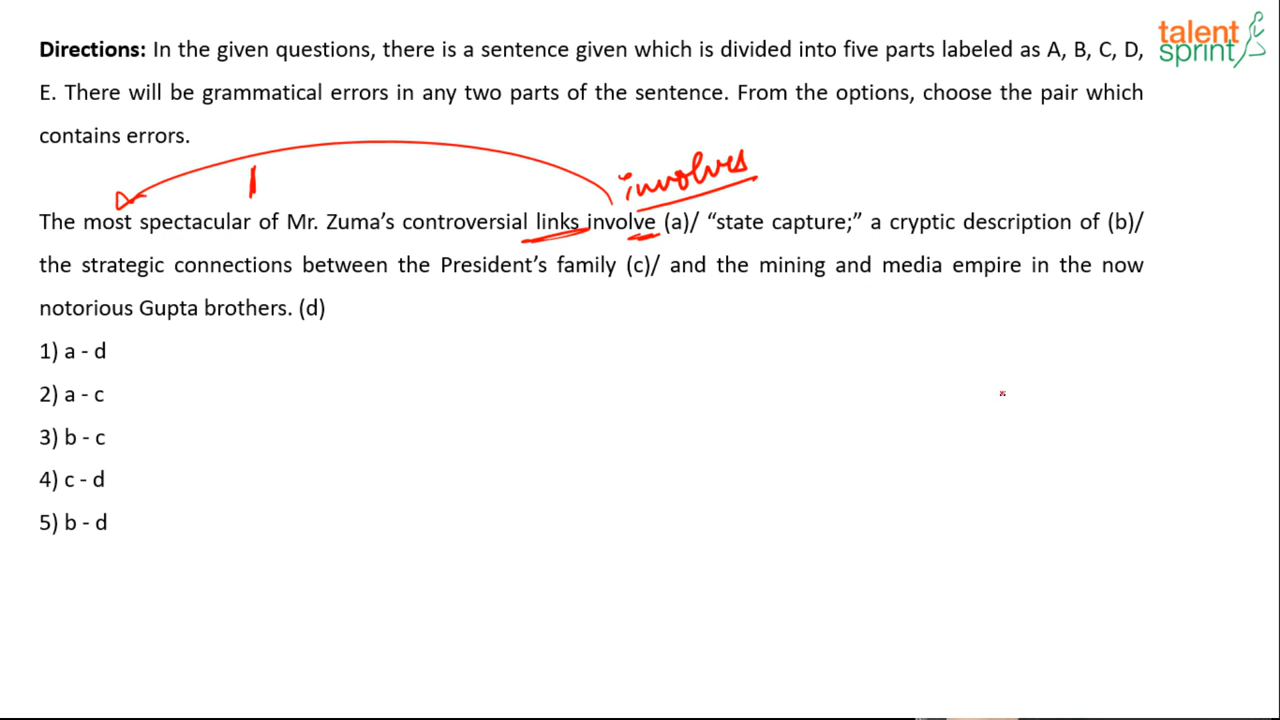 talent
sprint
Directions: In the given questions, there is a sentence given which is divided into five parts labeled as A, B, C, D,
E. There will be grammatical errors in any two parts of the sentence. From the options, choose the pair which
contains errors.
involves
The most spectacular of Mr. Zuma’s controversial links involve (a)/ “state capture;” a cryptic description of (b)/
the strategic connections between the President’s family (c)/ and the mining and media empire in the now
notorious Gupta brothers. (d)
1) a - d
2) a - c
3) b - c
4) c - d
5) b - d